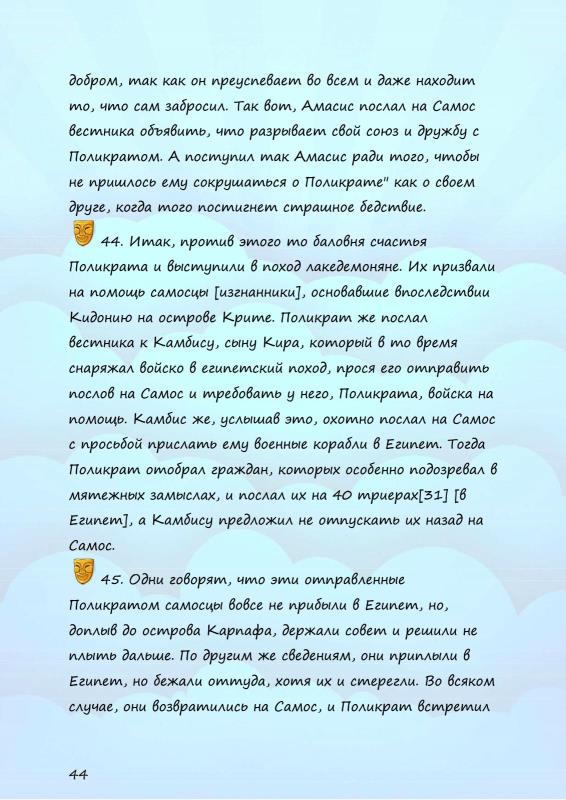 добром, так как он преуспевает во всем и даже находит
то, что сам забросил. Так вот, Амасис послал на Самос
вестника объявить, что разрывает свой союз и дружбу с
Поликратом. А поступил так Амасис ради того, чтобы
не пришлось ему сокрушаться о Поликрате" как о своем
друге, когда того постигнет страшное бедствие.
44. Итак, против этого то баловня счастья
Поликрата и выступили в поход лакедемоняне. Их призвали
на помощь самосцы [изгнанники], основавшие впоследствии
Кидонию на острове Крите. Поликрат же послал
вестника к Камбису, сыну Кира, который в то время
снаряжал войско в египетский поход, прося его отправить
послов на Самос и требовать у него, Поликрата, войска на
помощь. Камбис же, услышав это, охотно послал на Самос
с просьбой прислать ему военные корабли в Египет. Тогда
Поликрат отобрал граждан, которых особенно подозревал в
мятежных замыслах, и послал их на 40 триерах[31] [в
Египет], а Камбису предложил не отпускать их назад на
Самос.
45. Одни говорят, что эти отправленные
Поликратом самосцы вовсе не прибыли в Египет, но,
доплыв до острова Карпафа, держали совет и решили не
плыть дальше. По другим же сведениям, они приплыли в
Египет, но бежали оттуда, хотя их и стерегли. Во всяком
случае, они возвратились на Самос, и Поликрат встретил
44